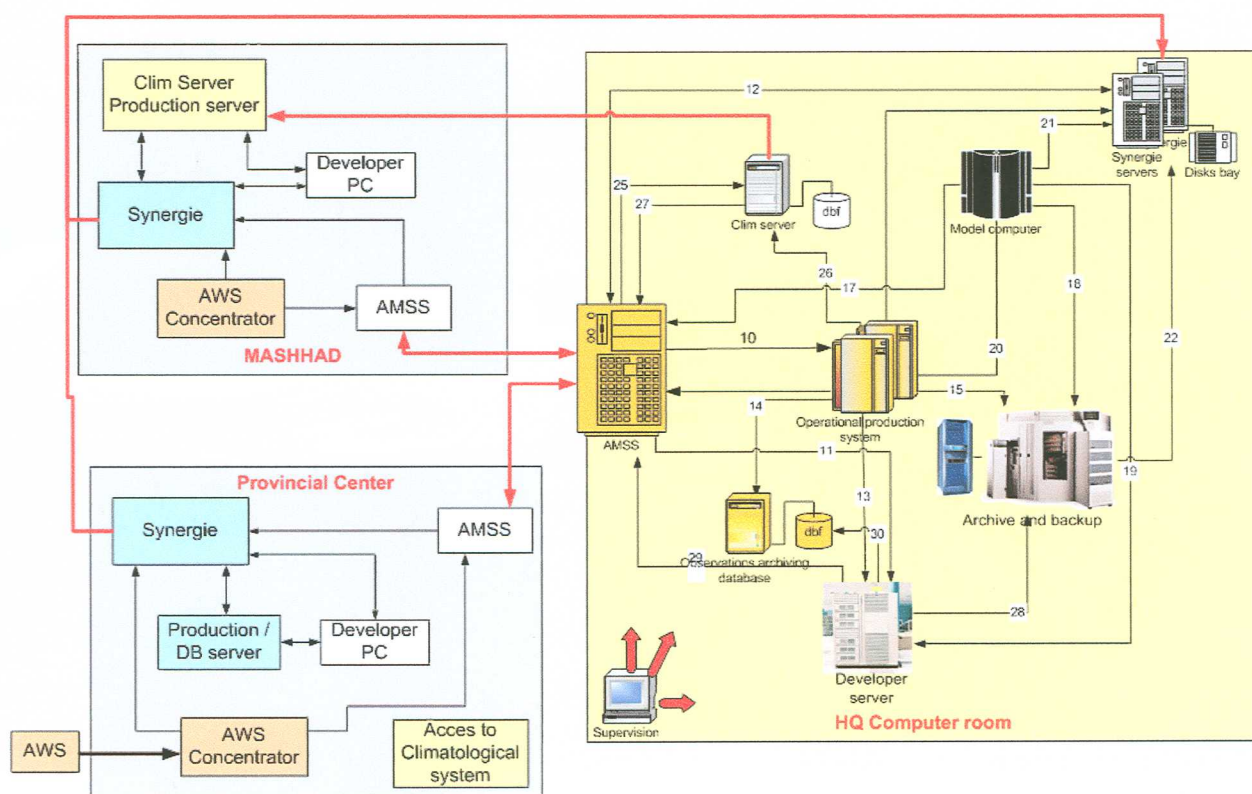 Clim Server
Production server
Developer
PC
Synergie
AWS
Concentrator
AMSS
MASHHAD
Provincial Center
Synergie
AMSS
Production /
DB server
Developer
PC
AWS
AWS
Concentrator
Acces to
Climatological
system
12
21
Synergie
servers
Disks bay
25
27
Clim server
dbf
Model computer
26
17
18
10
20
22
15
14
Operational production
system
AMSS
11
13
19
Archive and backup
dbf
30
29
Observations archiving
database
28
Developer
server
Supervision
HQ Computer room